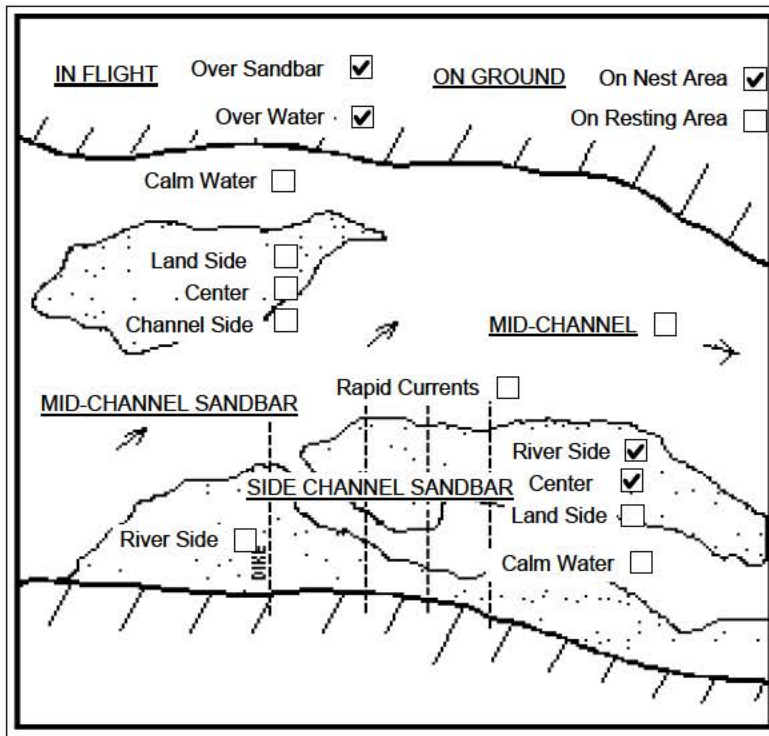 IN FLIGHT
Over Sandbar
ON GROUND
On Nest Area
Over Water
On Resting Area
Calm Water
Land Side
Center
Channel Side
MID-CHANNEL
Rapid Currents
MID-CHANNEL SANDBAR
River Side
SIDE CHANNEL SANDBAR
Center
Land Side
River Side
DIKE
Calm Water